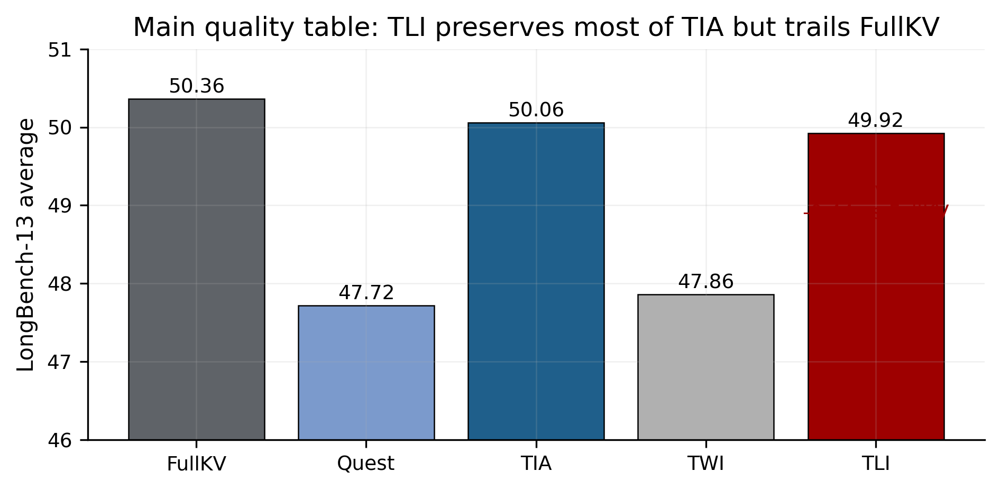 Main quality table: TLI preserves most of TIA but trails FullKV
LongBench-13 average
51
50
49
48
47
46
50.36
47.72
50.06
47.86
49.92
FullKV
Quest
TIA
TWI
TLI